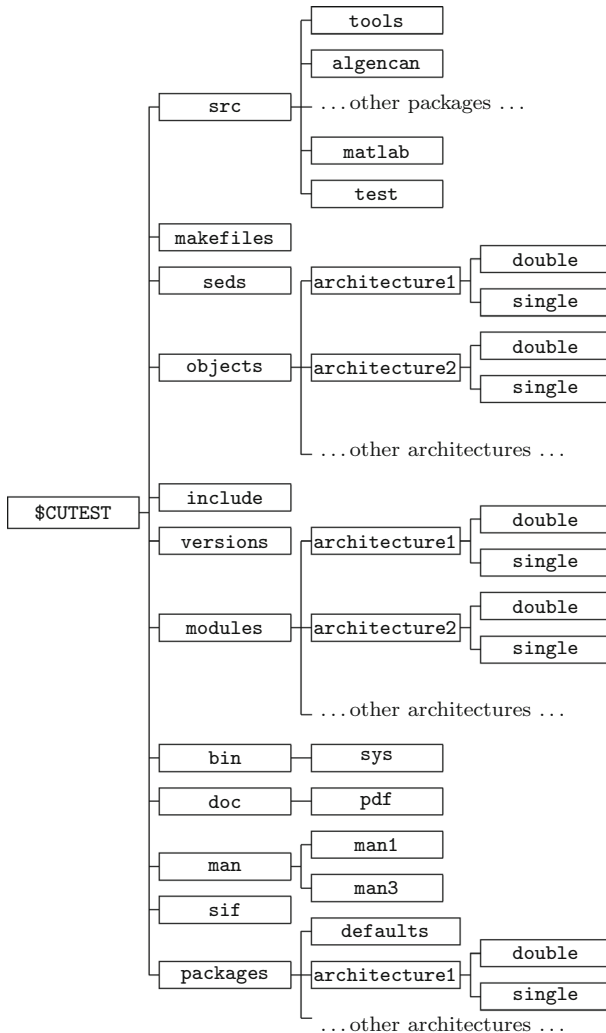 tools
algencan
... other packages ...
src
matlab
test
makefiles
double
seds
architecture1
single
double
objects
architecture2
single
... other architectures ...
include
$CUTEST
double
versions
architecture1
single
double
modules
architecture2
single
... other architectures ...
bin
sys
doc
pdf
man1
man
man3
sif
defaults
double
packages
architecture1
single
... other architectures ...